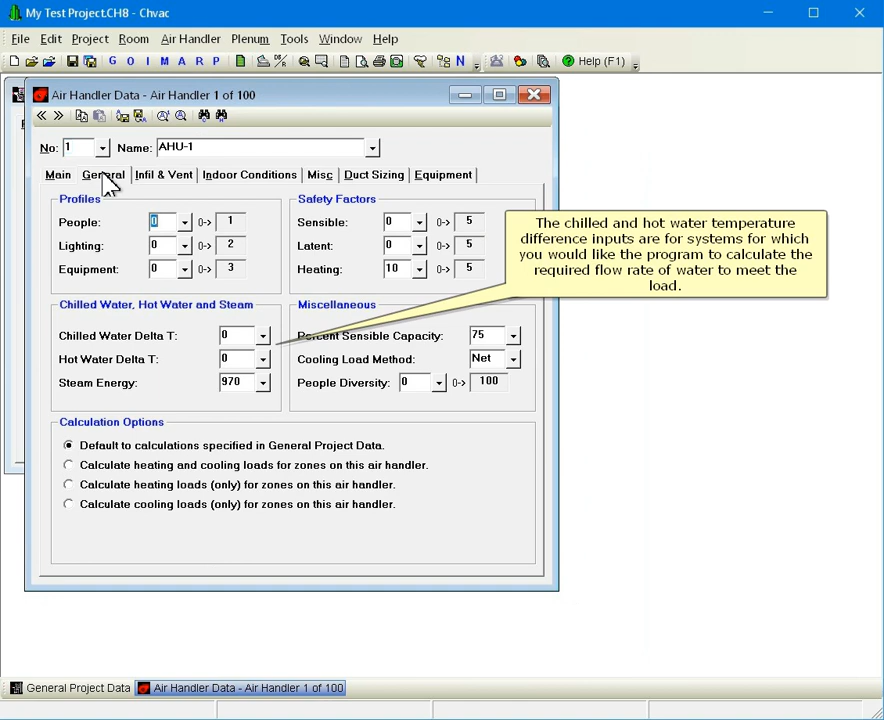 My Test Project.CH8 - Chvac
File Edit Project Room Air Handler Plenum Tools Window Help
G O I M A R P N Help (F1)
Air Handler Data - Air Handler 1 of 100
No: 1 Name: AHU-1
Main General Infil & Vent Indoor Conditions Misc Duct Sizing Equipment
Profiles
People: 0 0-> 1
Lighting: 0 0-> 2
Equipment: 0 0-> 3
Safety Factors
Sensible: 0 0-> 5
Latent: 0 0-> 5
Heating: 10 0-> 5
The chilled and hot water temperature
difference inputs are for systems for which
you would like the program to calculate the
required flow rate of water to meet the
load.
Chilled Water, Hot Water and Steam
Chilled Water Delta T: 0
Hot Water Delta T: 0
Steam Energy: 970
Miscellaneous
Percent Sensible Capacity: 75
Cooling Load Method: Net
People Diversity: 0 0-> 100
Calculation Options
Default to calculations specified in General Project Data.
Calculate heating and cooling loads for zones on this air handler.
Calculate heating loads (only) for zones on this air handler.
Calculate cooling loads (only) for zones on this air handler.
General Project Data Air Handler Data - Air Handler 1 of 100